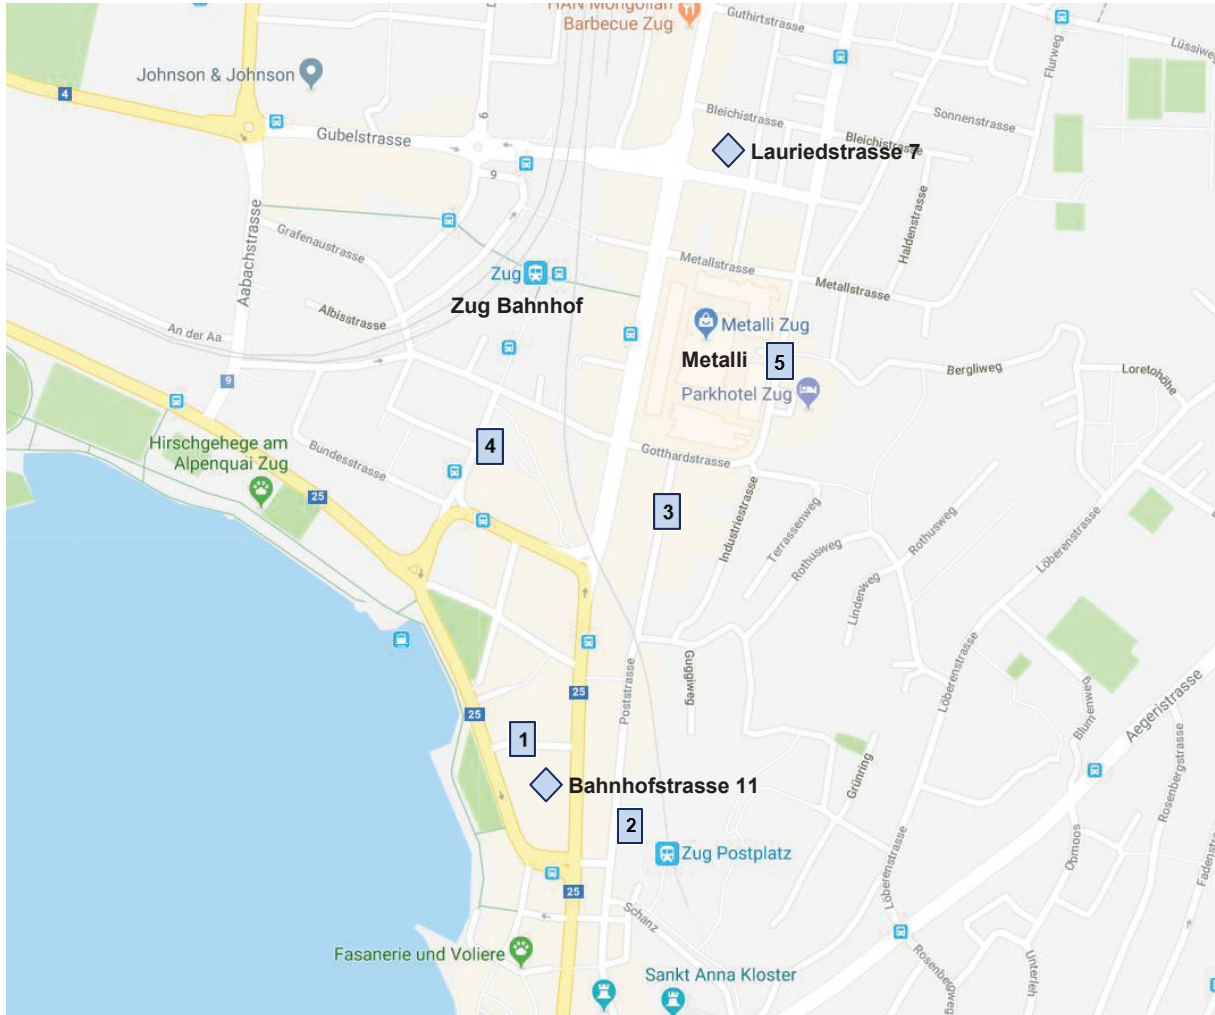 HAN Mongolian
Barbecue Zug
Guthirtstrasse
Lüssiweg
Flurweg
Johnson & Johnson
4
Gubelstrasse
9
9
Bleichistrasse
Bleichistrasse
Sonnenstrasse
Lauriedstrasse 7
Haldenstrasse
Aabachstrasse
Grafenaustrasse
Metallstrasse
Metallstrasse
Zug
Zug Bahnhof
Albisstrasse
An der Aa
Metalli Zug
Metalli
5
Parkhotel Zug
Bergliweg
Loretohöhe
9
Hirschgehege am
Alpenquai Zug
Bundesstrasse
25
4
Gotthardstrasse
3
Industriestrasse
Terrassenweg
Rothusweg
Rothusweg
Lindenweg
Löberenstrasse
Löberenstrasse
Guggiweg
Poststrasse
25
25
Blumenweg
Aegeristrasse
Rosenbergstrasse
1
Bahnhofstrasse 11
Grünring
2
Zug Postplatz
Löberenstrasse
Obmoos
Fadenstr
25
Schanz
Fasanerie und Voliere
Sankt Anna Kloster
Rosenbergweg
Unterleh